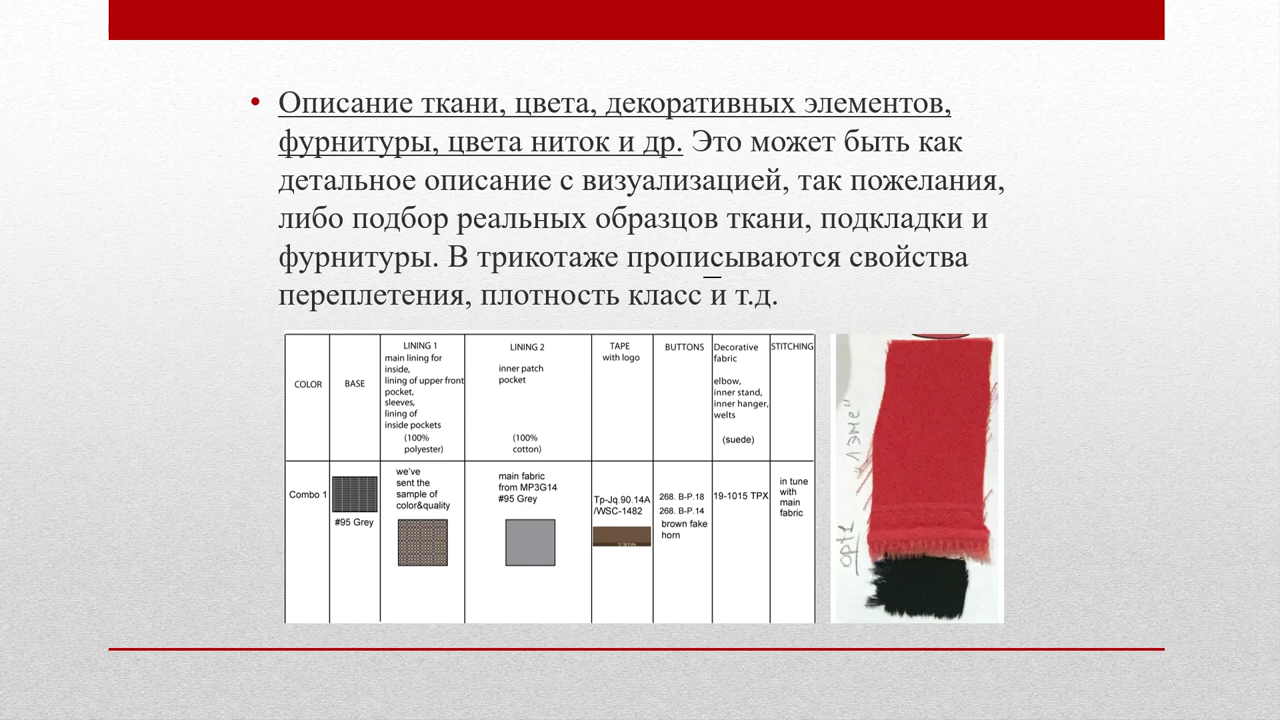 Описание ткани, цвета, декоративных элементов,
фурнитуры, цвета ниток и др. Это может быть как
детальное описание с визуализацией, так пожелания,
либо подбор реальных образцов ткани, подкладки и
фурнитуры. В трикотаже прописываются свойства
переплетения, плотность класс и т.д.
COLOR
BASE
LINING 1
main lining for
inside,
lining of upper front
pocket,
sleeves,
lining of
inside pockets
(100%
polyester)
LINING 2
inner patch
pocket
(100%
cotton)
TAPE
with logo
BUTTONS
Decorative
fabric
elbow,
inner stand,
inner hanger,
welts
(suede)
STITCHING
Combo 1
#95 Grey
we've
sent the
sample of
color&quality
main fabric
from MP3G14
#95 Grey
Tp-Jq.90.14A
/WSC-1482
268. B-P.18
268. B-P.14
brown fake
horn
19-1015 TPX
in tune
with
main
fabric
"Лэме"
opt1